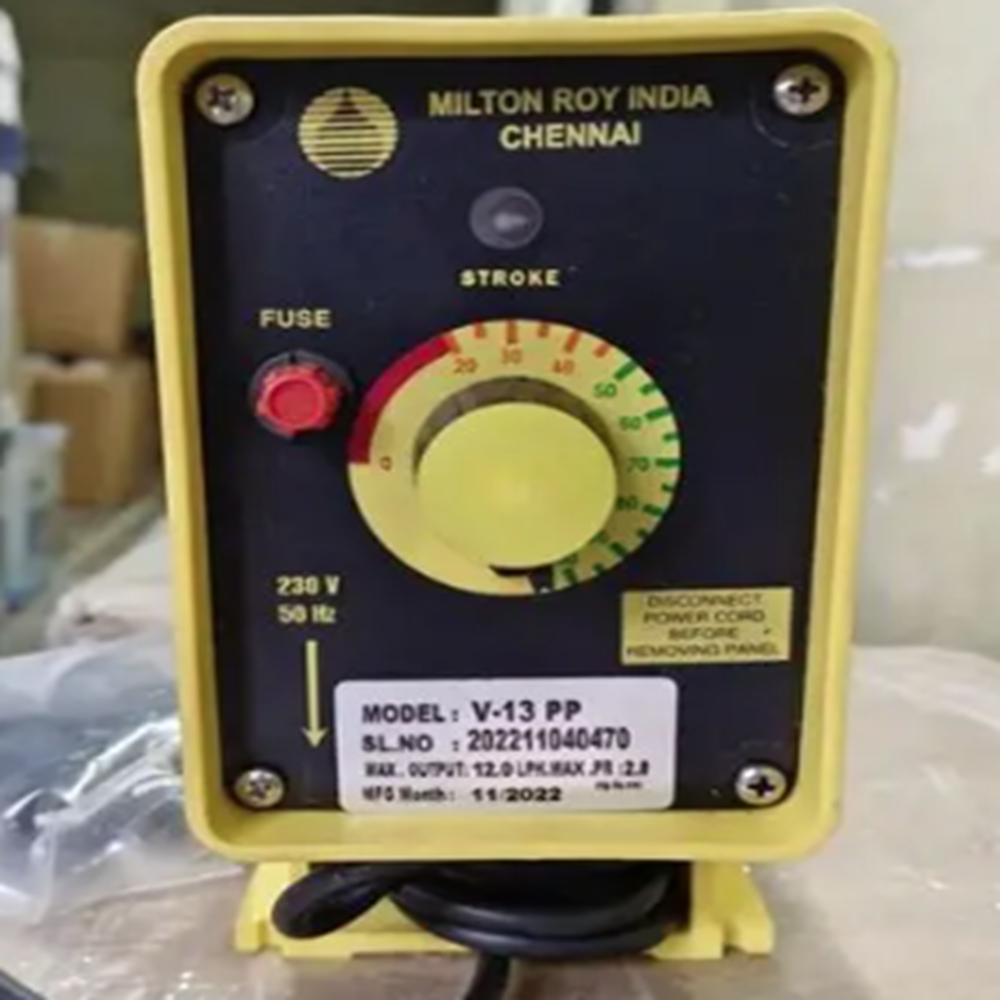 MILTON ROY INDIA
CHENNAI
STROKE
FUSE
0 20 30 40 50 60 70 80
230 V
50 Hz
DISCONNECT
POWER CORD
BEFORE
REMOVING PANEL
MODEL : V-13 PP
SL.NO : 202211040470
MAX. OUTPUT: 12.0 LPH.MAX .PR :2.8
MFG Month : 11/2022